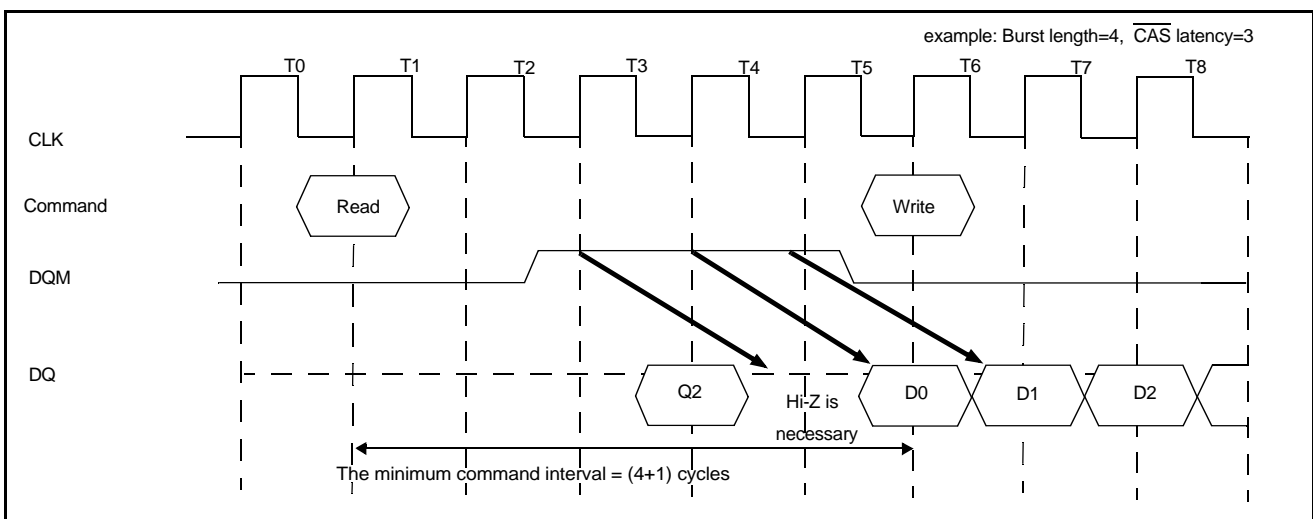 example: Burst length=4, CAS latency=3
T0 T1 T2 T3 T4 T5 T6 T7 T8
CLK
Command Read Write
DQM
DQ Q2 D0 D1 D2
Hi-Z is
necessary
The minimum command interval = (4+1) cycles